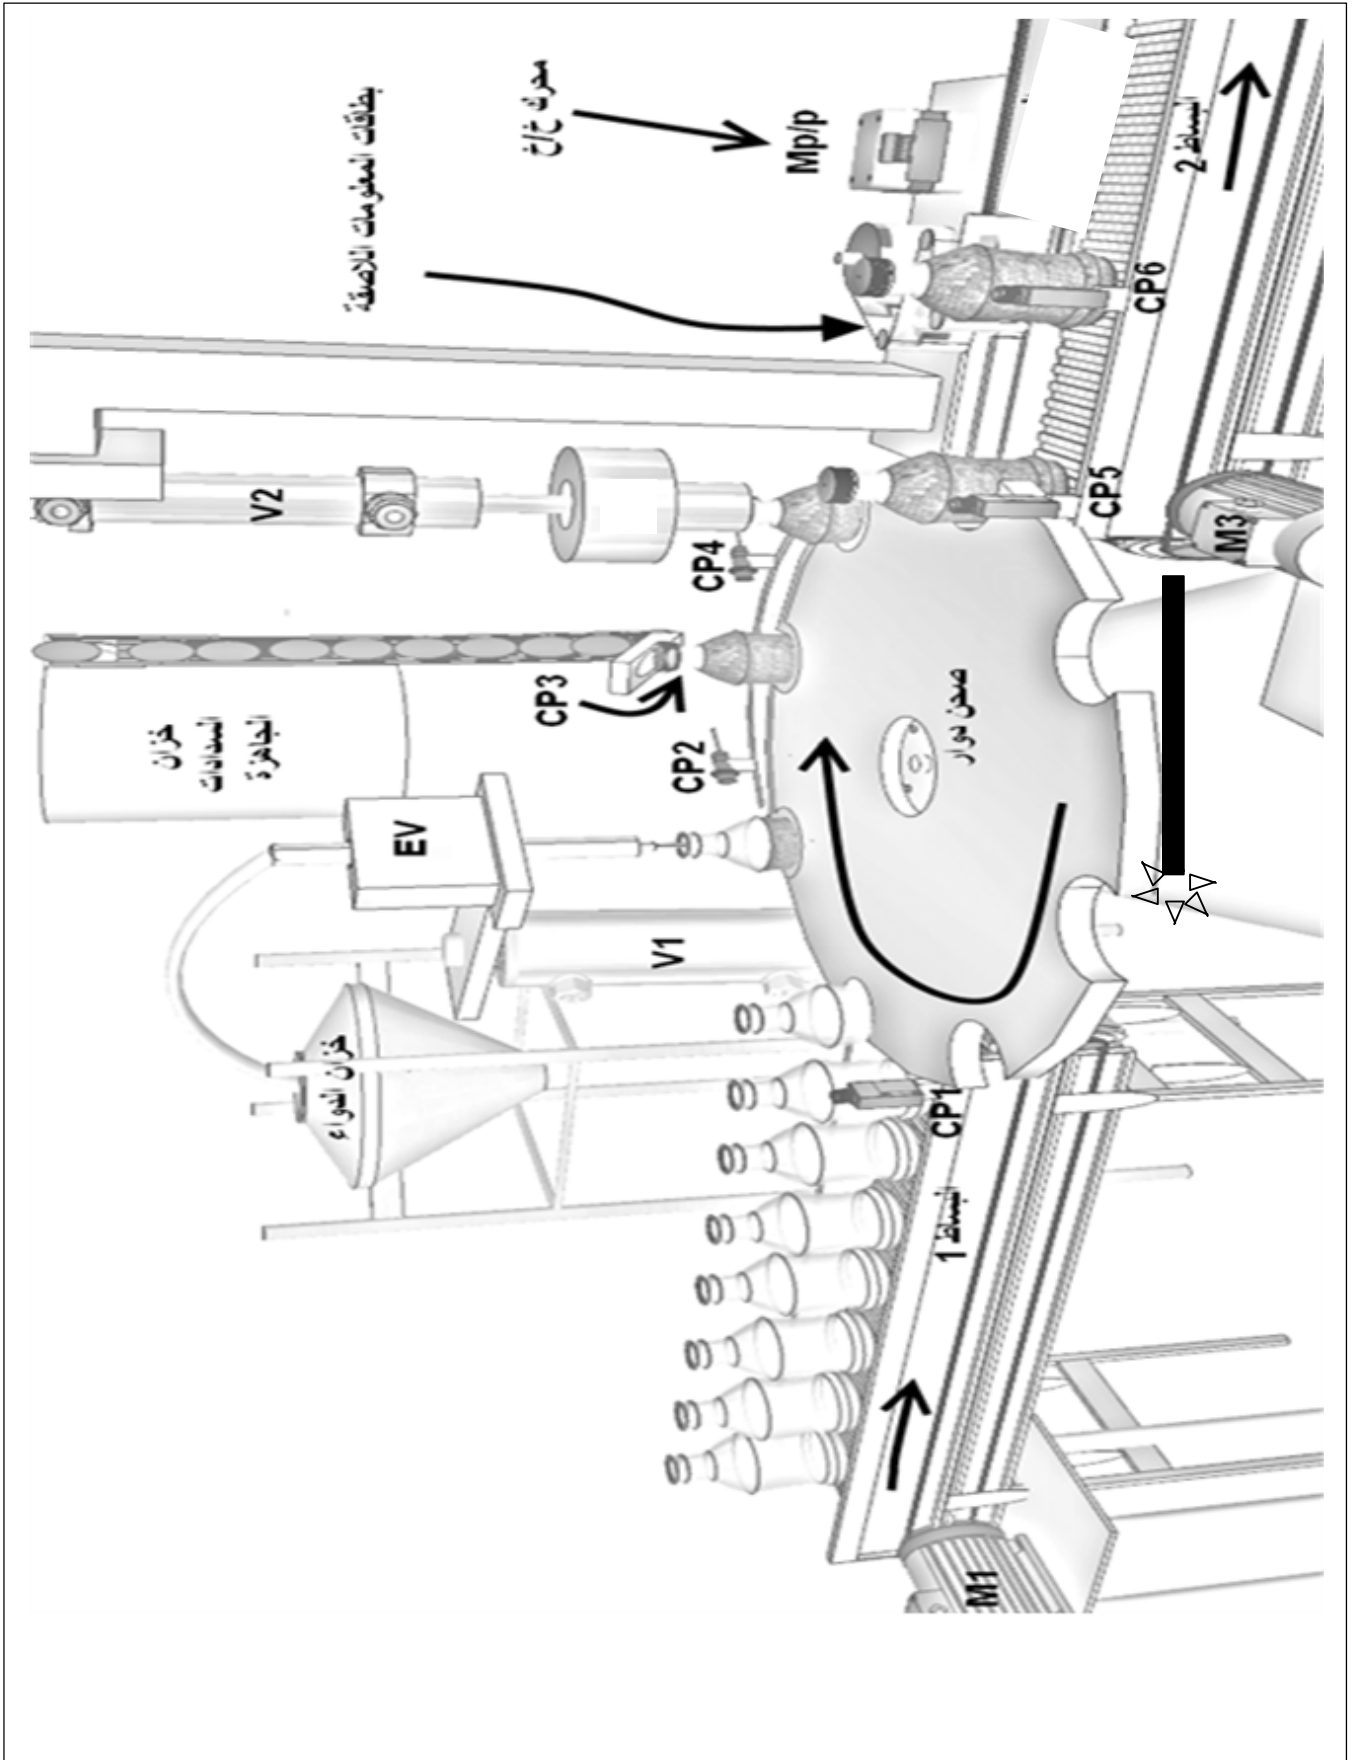 بطاقات المعلومات اللاصقة
محرك خ/خ
Mp/p
V2
خزان
السدادات
الجاهزة
CP3
CP4
CP2
EV
V1
خزان الدواء
صحن دوار
CP5
CP6
البساط 2
M3
CP1
البساط 1
M1